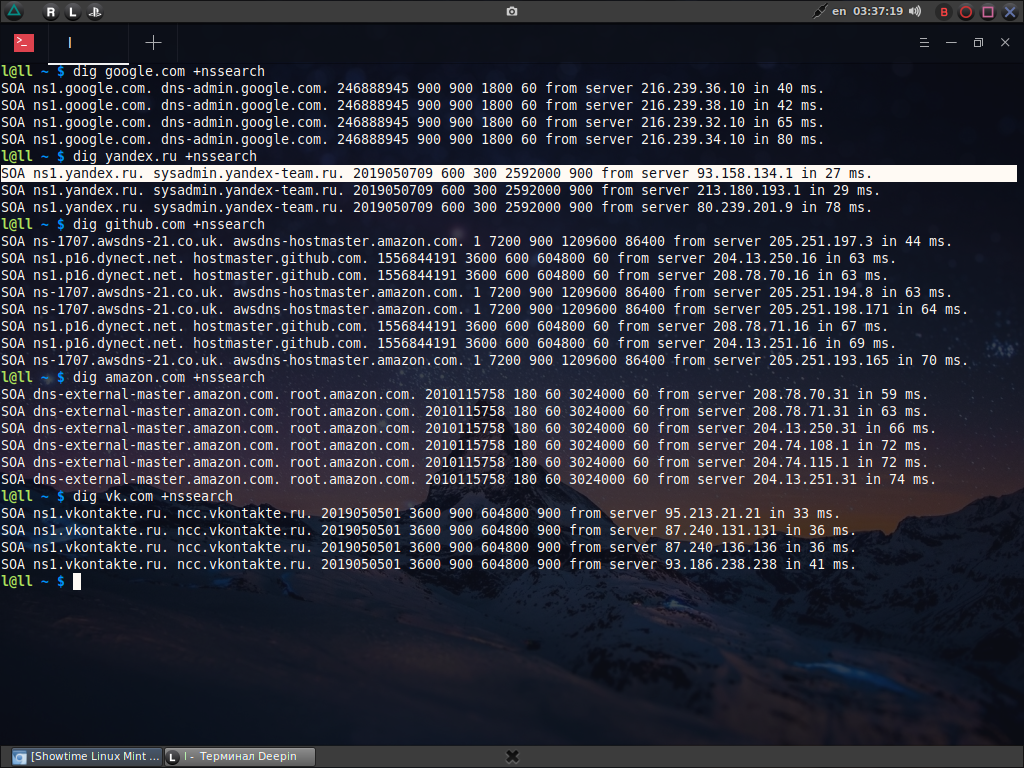 R L en 03:37:19 B
>_ l
l@ll ~ $ dig google.com +nssearch
SOA ns1.google.com. dns-admin.google.com. 246888945 900 900 1800 60 from server 216.239.36.10 in 40 ms.
SOA ns1.google.com. dns-admin.google.com. 246888945 900 900 1800 60 from server 216.239.38.10 in 42 ms.
SOA ns1.google.com. dns-admin.google.com. 246888945 900 900 1800 60 from server 216.239.32.10 in 65 ms.
SOA ns1.google.com. dns-admin.google.com. 246888945 900 900 1800 60 from server 216.239.34.10 in 80 ms.
l@ll ~ $ dig yandex.ru +nssearch
SOA ns1.yandex.ru. sysadmin.yandex-team.ru. 2019050709 600 300 2592000 900 from server 93.158.134.1 in 27 ms.
SOA ns1.yandex.ru. sysadmin.yandex-team.ru. 2019050709 600 300 2592000 900 from server 213.180.193.1 in 29 ms.
SOA ns1.yandex.ru. sysadmin.yandex-team.ru. 2019050709 600 300 2592000 900 from server 80.239.201.9 in 78 ms.
l@ll ~ $ dig github.com +nssearch
SOA ns-1707.awsdns-21.co.uk. awsdns-hostmaster.amazon.com. 1 7200 900 1209600 86400 from server 205.251.197.3 in 44 ms.
SOA ns1.p16.dynect.net. hostmaster.github.com. 1556844191 3600 600 604800 60 from server 204.13.250.16 in 63 ms.
SOA ns1.p16.dynect.net. hostmaster.github.com. 1556844191 3600 600 604800 60 from server 208.78.70.16 in 63 ms.
SOA ns-1707.awsdns-21.co.uk. awsdns-hostmaster.amazon.com. 1 7200 900 1209600 86400 from server 205.251.194.8 in 63 ms.
SOA ns-1707.awsdns-21.co.uk. awsdns-hostmaster.amazon.com. 1 7200 900 1209600 86400 from server 205.251.198.171 in 64 ms.
SOA ns1.p16.dynect.net. hostmaster.github.com. 1556844191 3600 600 604800 60 from server 208.78.71.16 in 67 ms.
SOA ns1.p16.dynect.net. hostmaster.github.com. 1556844191 3600 600 604800 60 from server 204.13.251.16 in 69 ms.
SOA ns-1707.awsdns-21.co.uk. awsdns-hostmaster.amazon.com. 1 7200 900 1209600 86400 from server 205.251.193.165 in 70 ms.
l@ll ~ $ dig amazon.com +nssearch
SOA dns-external-master.amazon.com. root.amazon.com. 2010115758 180 60 3024000 60 from server 208.78.70.31 in 59 ms.
SOA dns-external-master.amazon.com. root.amazon.com. 2010115758 180 60 3024000 60 from server 208.78.71.31 in 63 ms.
SOA dns-external-master.amazon.com. root.amazon.com. 2010115758 180 60 3024000 60 from server 204.13.250.31 in 66 ms.
SOA dns-external-master.amazon.com. root.amazon.com. 2010115758 180 60 3024000 60 from server 204.74.108.1 in 72 ms.
SOA dns-external-master.amazon.com. root.amazon.com. 2010115758 180 60 3024000 60 from server 204.74.115.1 in 72 ms.
SOA dns-external-master.amazon.com. root.amazon.com. 2010115758 180 60 3024000 60 from server 204.13.251.31 in 74 ms.
l@ll ~ $ dig vk.com +nssearch
SOA ns1.vkontakte.ru. ncc.vkontakte.ru. 2019050501 3600 900 604800 900 from server 95.213.21.21 in 33 ms.
SOA ns1.vkontakte.ru. ncc.vkontakte.ru. 2019050501 3600 900 604800 900 from server 87.240.131.131 in 36 ms.
SOA ns1.vkontakte.ru. ncc.vkontakte.ru. 2019050501 3600 900 604800 900 from server 87.240.136.136 in 36 ms.
SOA ns1.vkontakte.ru. ncc.vkontakte.ru. 2019050501 3600 900 604800 900 from server 93.186.238.238 in 41 ms.
l@ll ~ $
[Showtime Linux Mint ... L l - Терминал Deepin